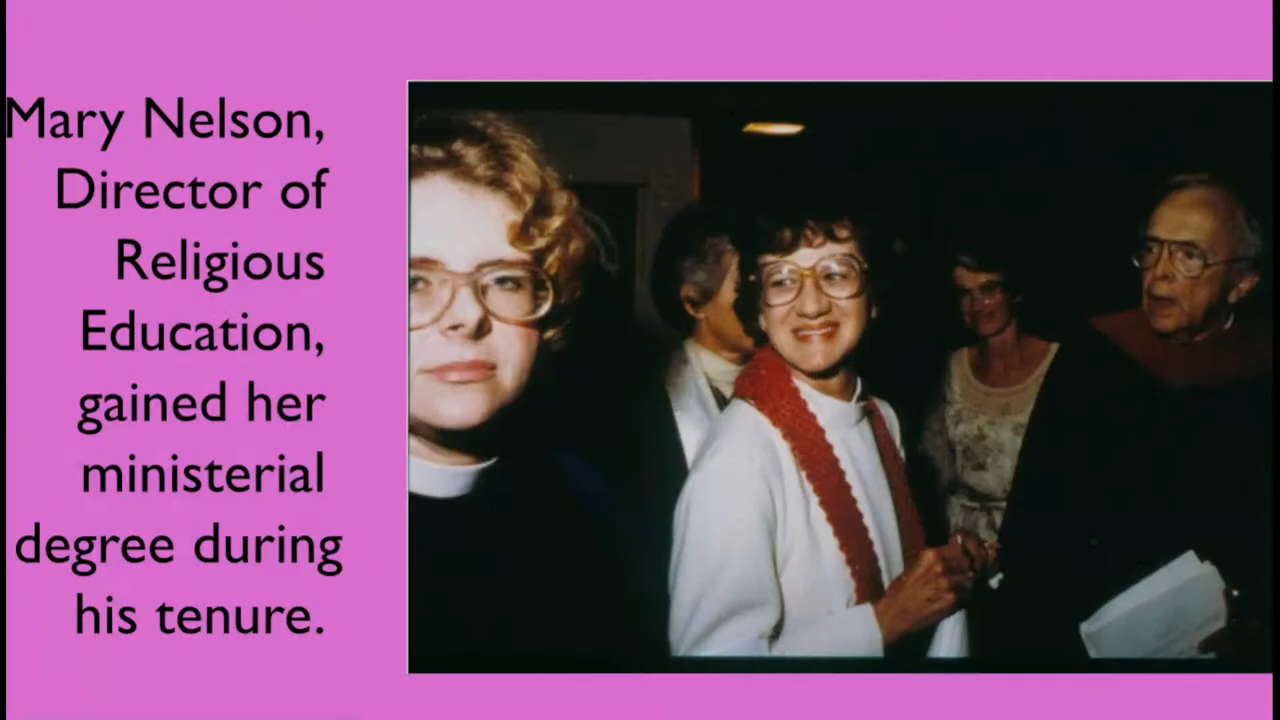 Mary Nelson,
Director of
Religious
Education,
gained her
ministerial
degree during
his tenure.